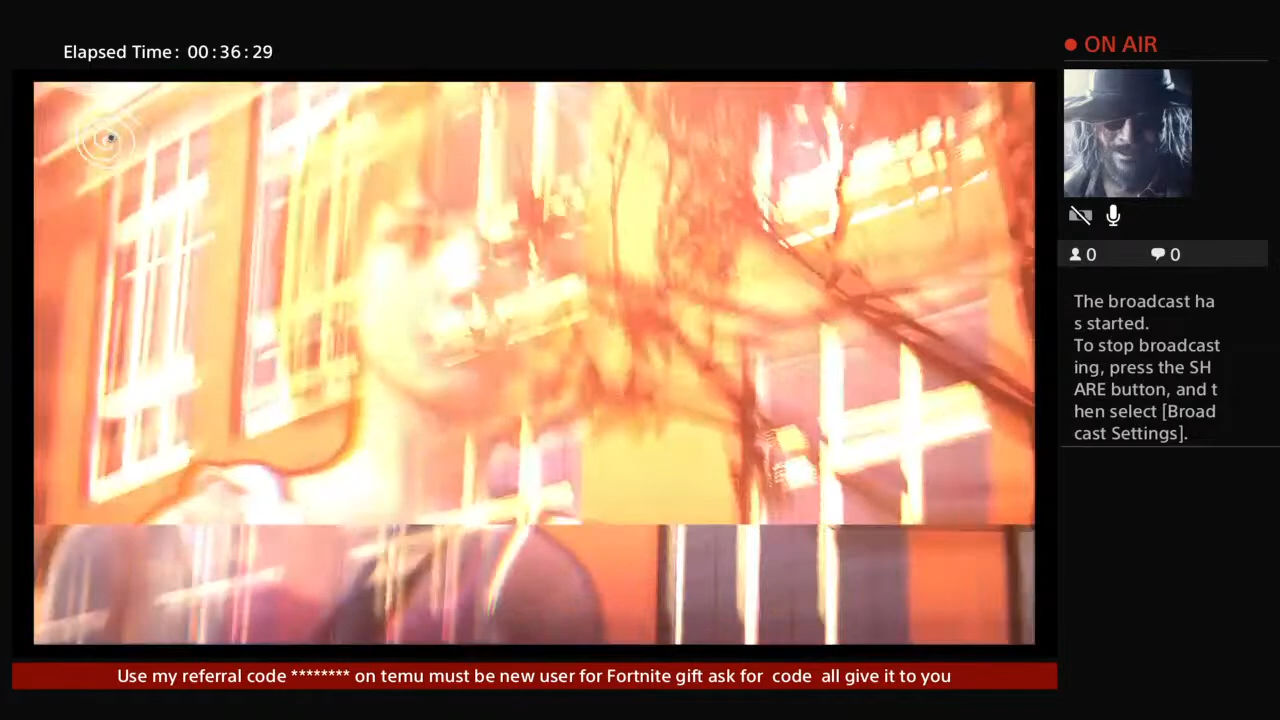 Elapsed Time: 00:36:29
ON AIR
0 0
The broadcast ha
s started.
To stop broadcast
ing, press the SH
ARE button, and t
hen select [Broad
cast Settings].
Use my referral code ******** on temu must be new user for Fortnite gift ask for code all give it to you